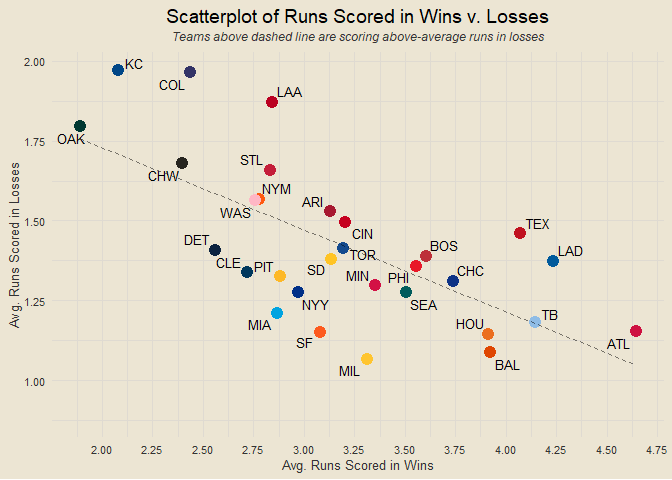 Scatterplot of Runs Scored in Wins v. Losses
Teams above dashed line are scoring above-average runs in losses
2.00
1.75
1.50
1.25
1.00
Avg. Runs Scored in Losses
KC
COL
LAA
OAK
CHW
STL
NYM
WAS
ARI
CIN
TEX
DET
TOR
BOS
LAD
CLE
PIT
SD
MIN
PHI
CHC
NYY
SEA
MIA
SF
HOU
TB
ATL
MIL
BAL
2.00 2.25 2.50 2.75 3.00 3.25 3.50 3.75 4.00 4.25 4.50 4.75
Avg. Runs Scored in Wins